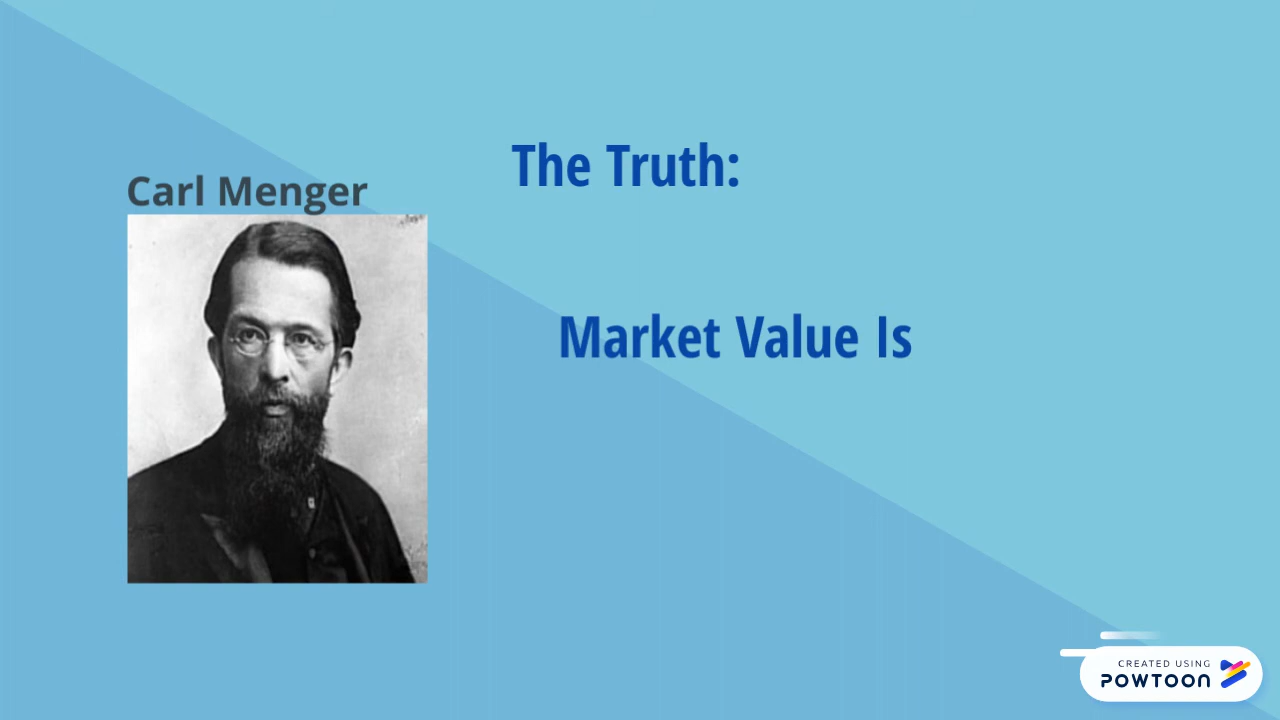 The Truth:
Carl Menger
Market Value Is
CREATED USING
POWTOON